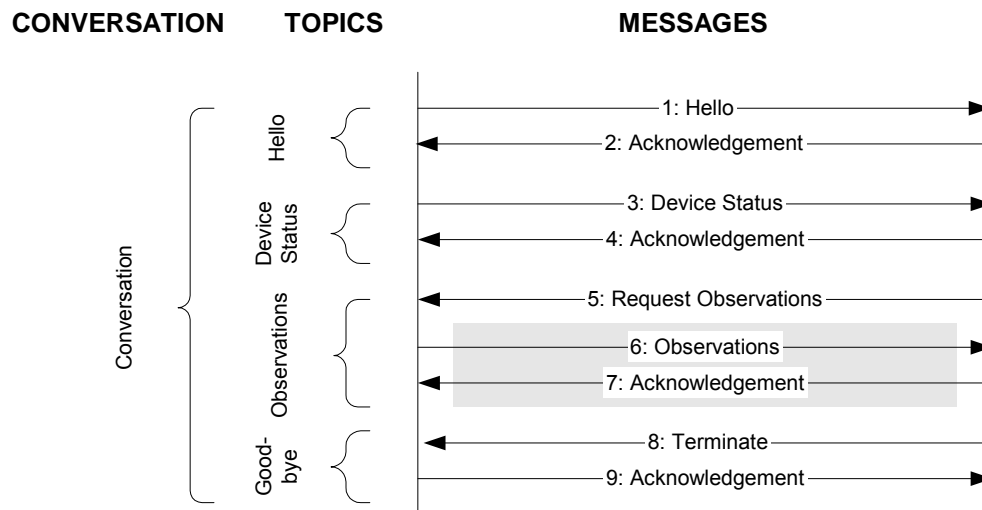 CONVERSATION TOPICS MESSAGES
Conversation
Hello
1: Hello
2: Acknowledgement
Device
Status
3: Device Status
4: Acknowledgement
Observations
5: Request Observations
6: Observations
7: Acknowledgement
Good-
bye
8: Terminate
9: Acknowledgement